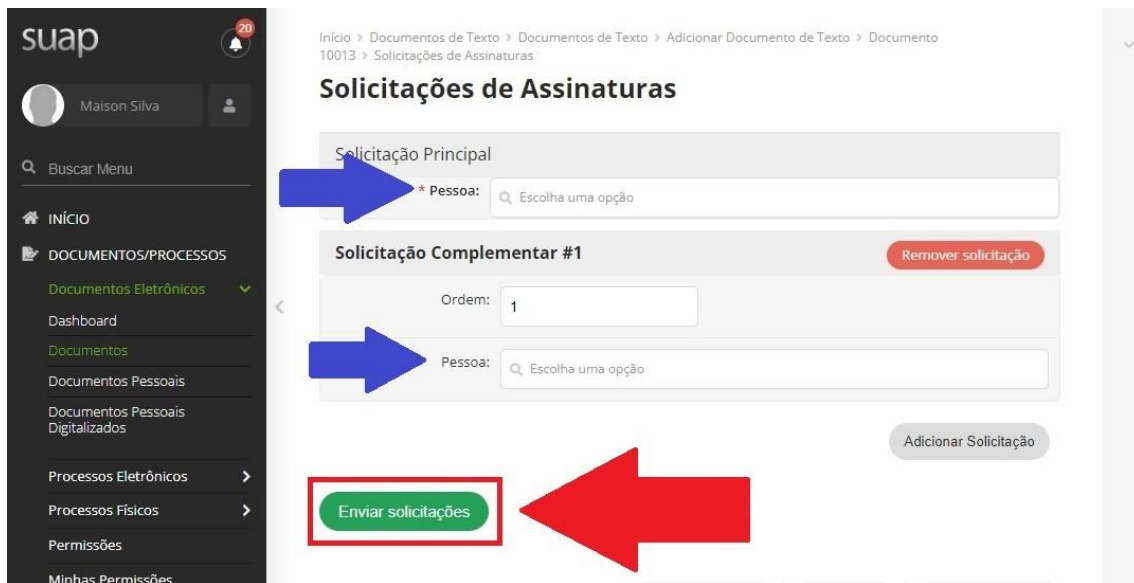 suap
20
Maison Silva
Buscar Menu
INÍCIO
DOCUMENTOS/PROCESSOS
Documentos Eletrônicos
Dashboard
Documentos
Documentos Pessoais
Documentos Pessoais
Digitalizados
Processos Eletrônicos
Processos Físicos
Permissões
Minhas Permissões
Início > Documentos de Texto > Documentos de Texto > Adicionar Documento de Texto > Documento
10013 > Solicitações de Assinaturas
Solicitações de Assinaturas
Solicitação Principal
* Pessoa:
Escolha uma opção
Solicitação Complementar #1
Remover solicitação
Ordem:
1
Pessoa:
Escolha uma opção
Adicionar Solicitação
Enviar solicitações